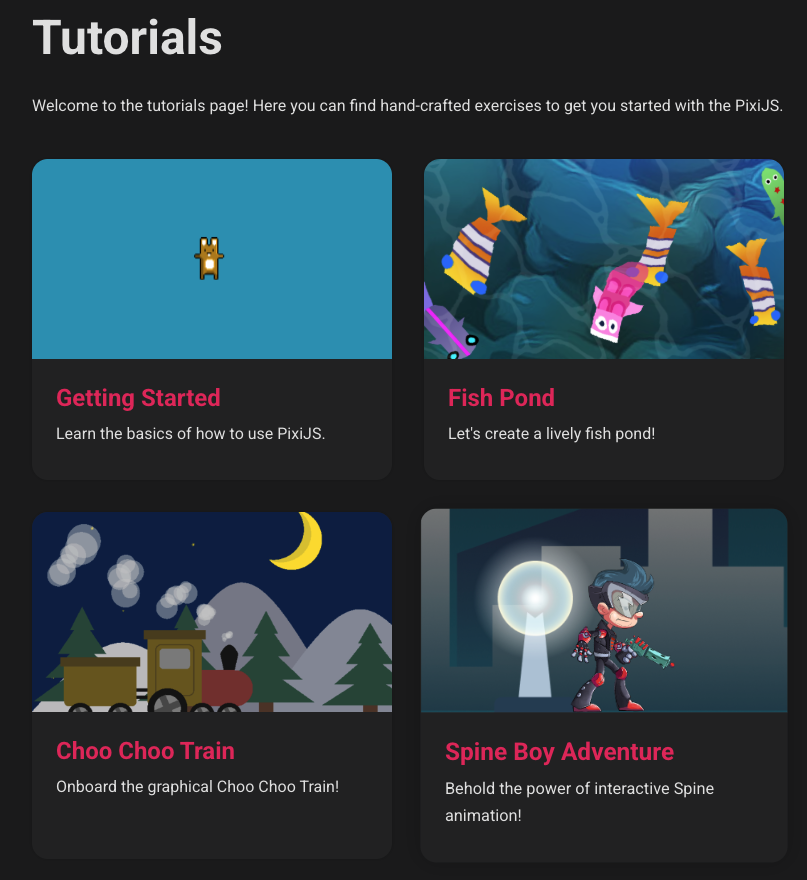 Tutorials
Welcome to the tutorials page! Here you can find hand-crafted exercises to get you started with the PixiJS.
Getting Started
Learn the basics of how to use PixiJS.
Fish Pond
Let's create a lively fish pond!
Choo Choo Train
Onboard the graphical Choo Choo Train!
Spine Boy Adventure
Behold the power of interactive Spine
animation!